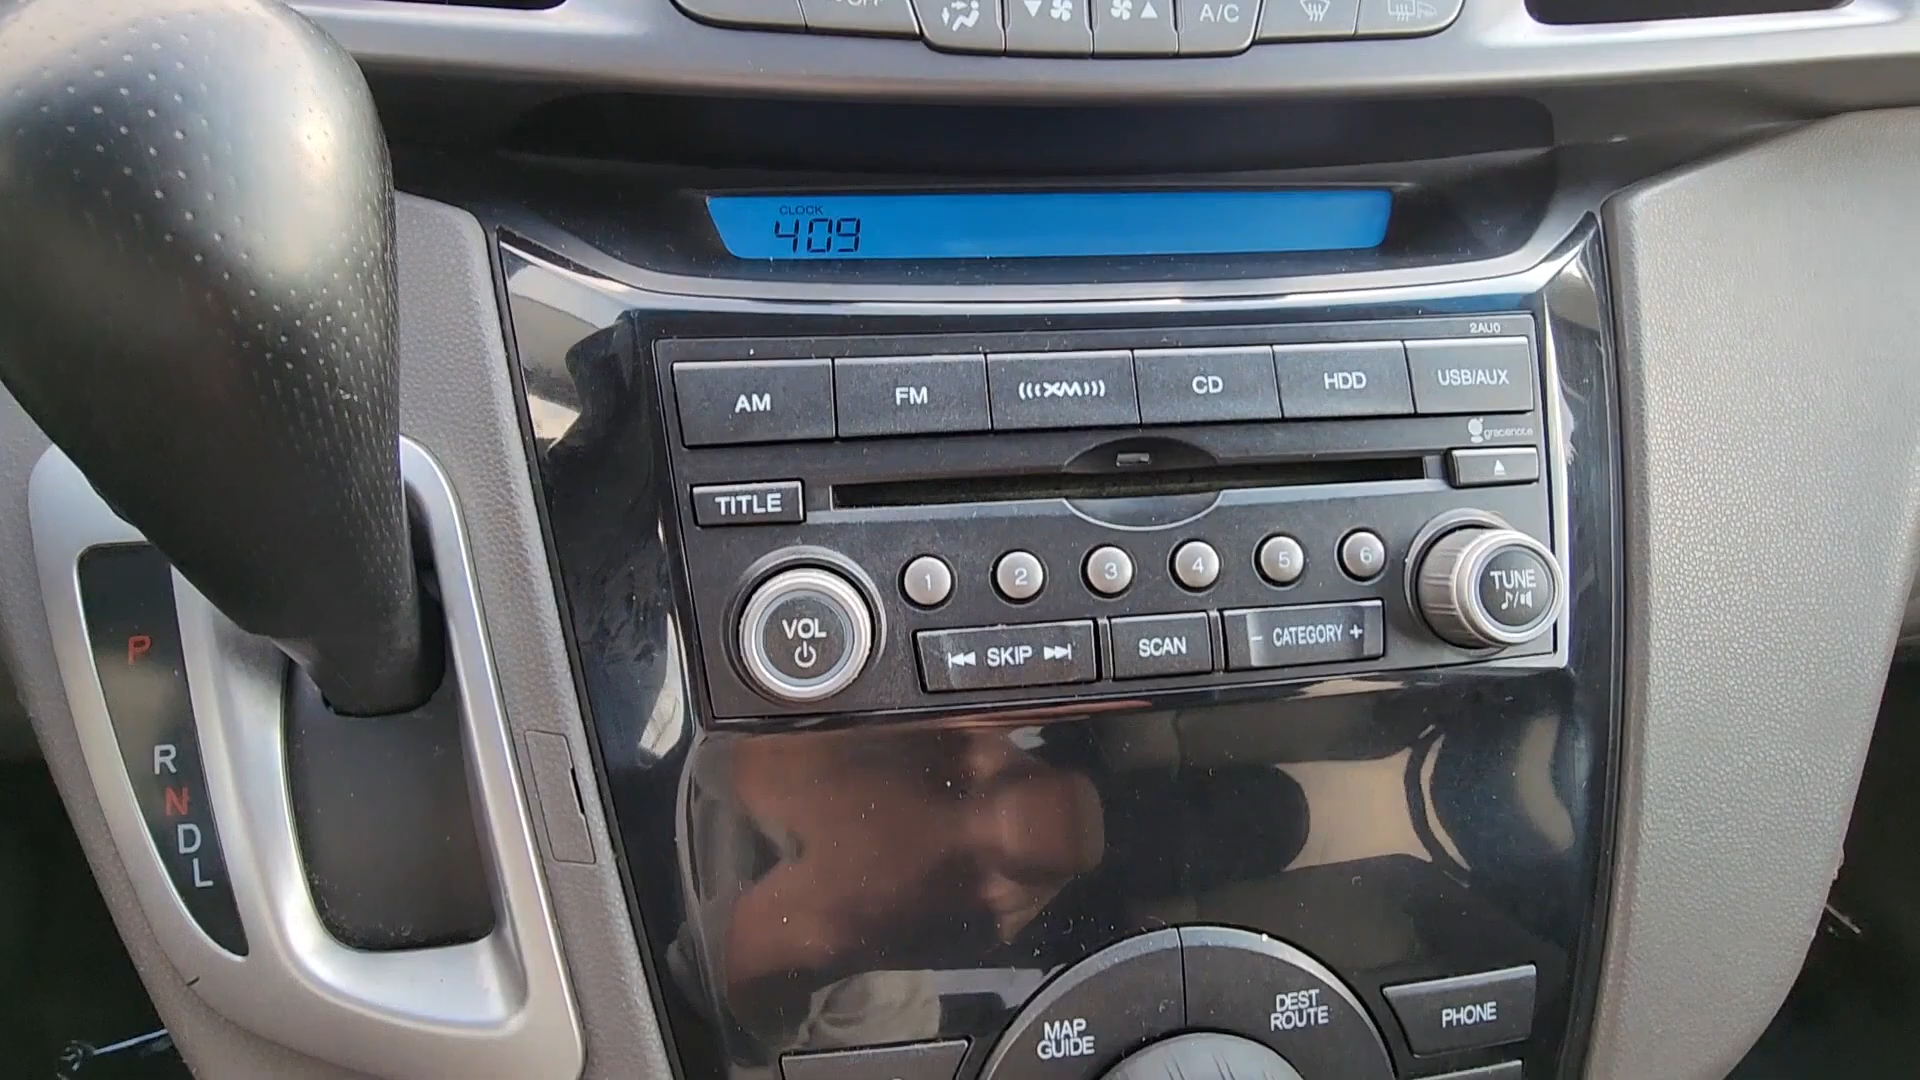 A/C
CLOCK
409
2AU0
AM
FM
(((XM)))
CD
HDD
USB/AUX
gracenote
TITLE
1
2
3
4
5
6
VOL
TUNE
SKIP
SCAN
- CATEGORY +
P
R
N
D
L
MAP
GUIDE
DEST
ROUTE
PHONE